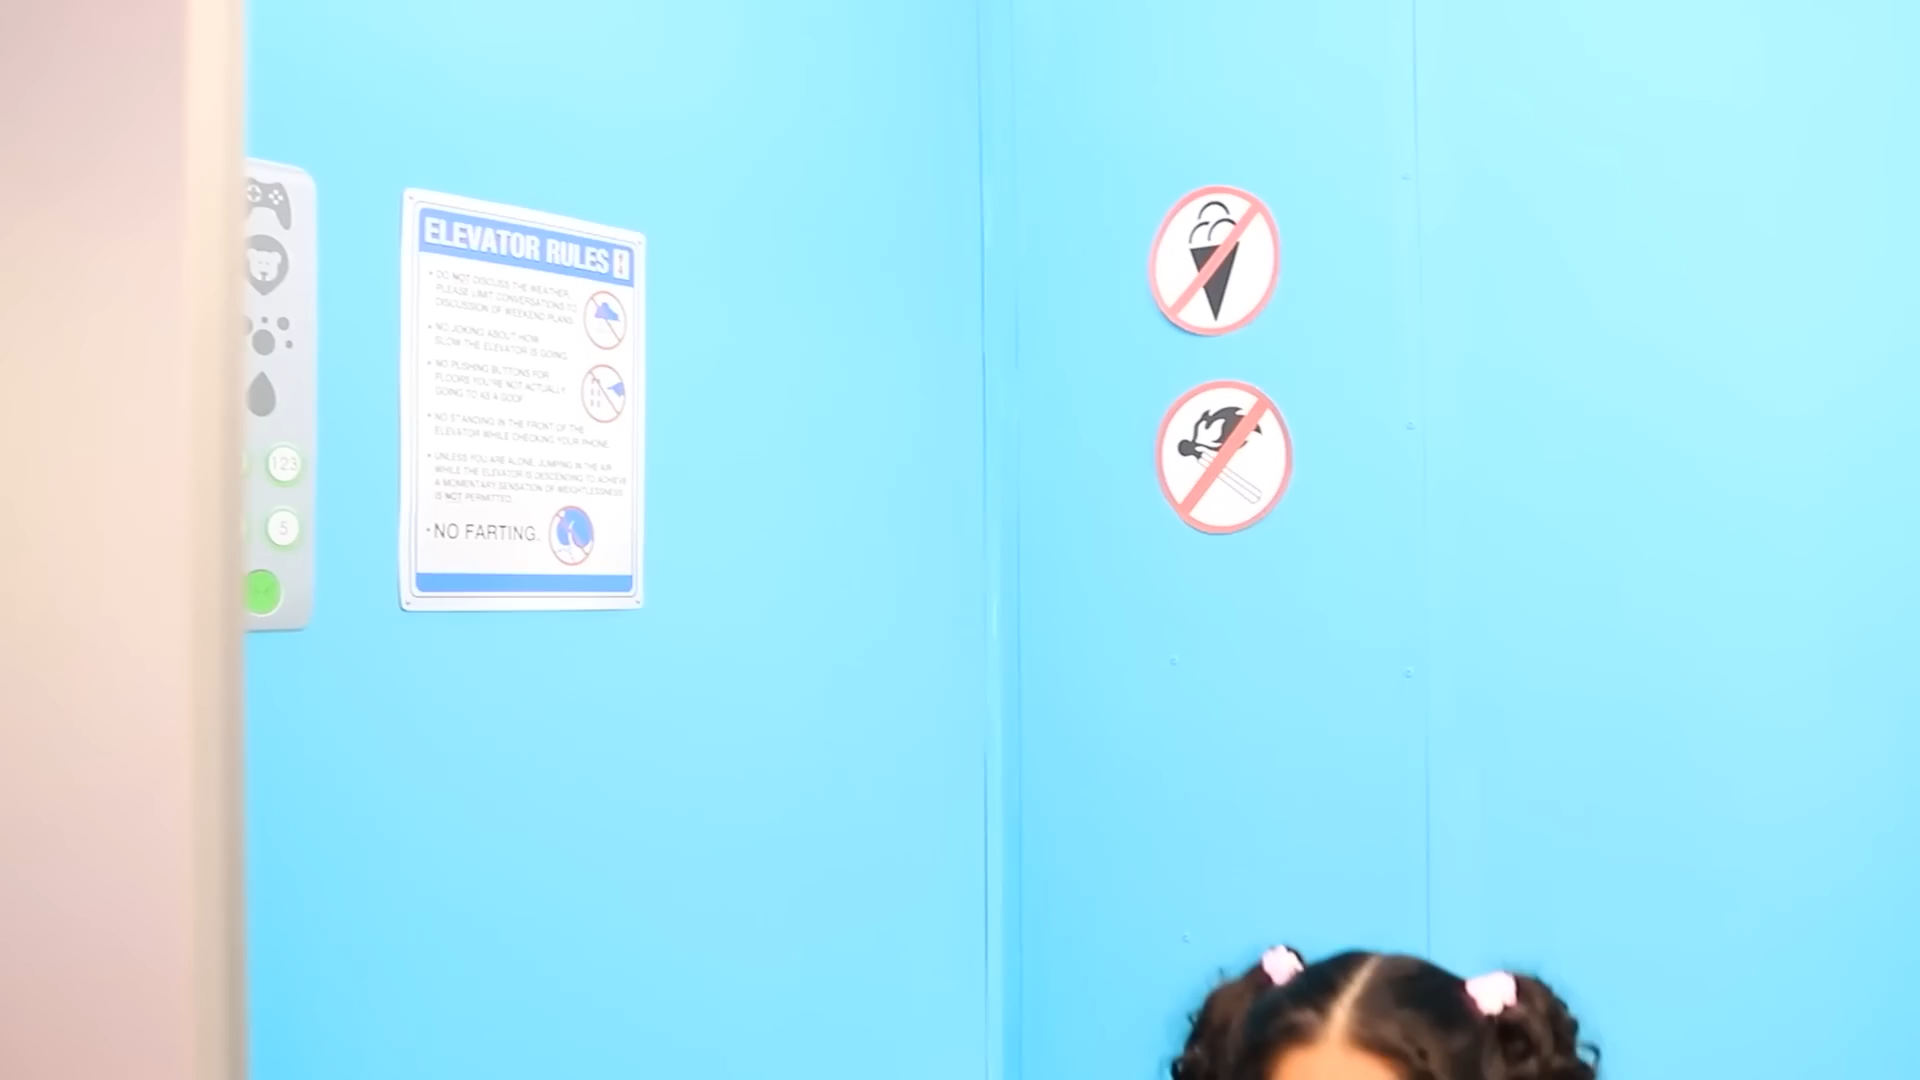 ELEVATOR RULES
• DO NOT DISCUSS THE WEATHER,
PLEASE LIMIT CONVERSATIONS TO
DISCUSSION OF WEEKEND PLANS.
• NO JOKING ABOUT HOW
SLOW THE ELEVATOR IS GOING.
• NO PUSHING BUTTONS FOR
FLOORS YOU'RE NOT ACTUALLY
GOING TO AS A GOOF.
• NO STANDING IN THE FRONT OF THE
ELEVATOR WHILE CHECKING YOUR PHONE.
• UNLESS YOU ARE ALONE, JUMPING IN THE AIR
WHILE THE ELEVATOR IS DESCENDING TO ACHIEVE
A MOMENTARY SENSATION OF WEIGHTLESSNESS
IS NOT PERMITTED.
• NO FARTING.
123
5